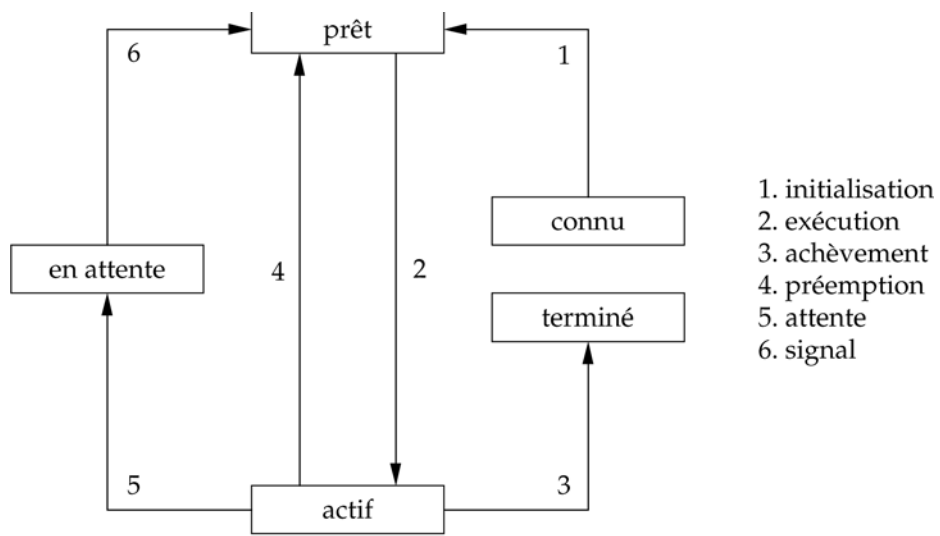 prêt
6
1
connu
en attente
4
2
terminé
5
3
actif
1. initialisation
2. exécution
3. achèvement
4. préemption
5. attente
6. signal